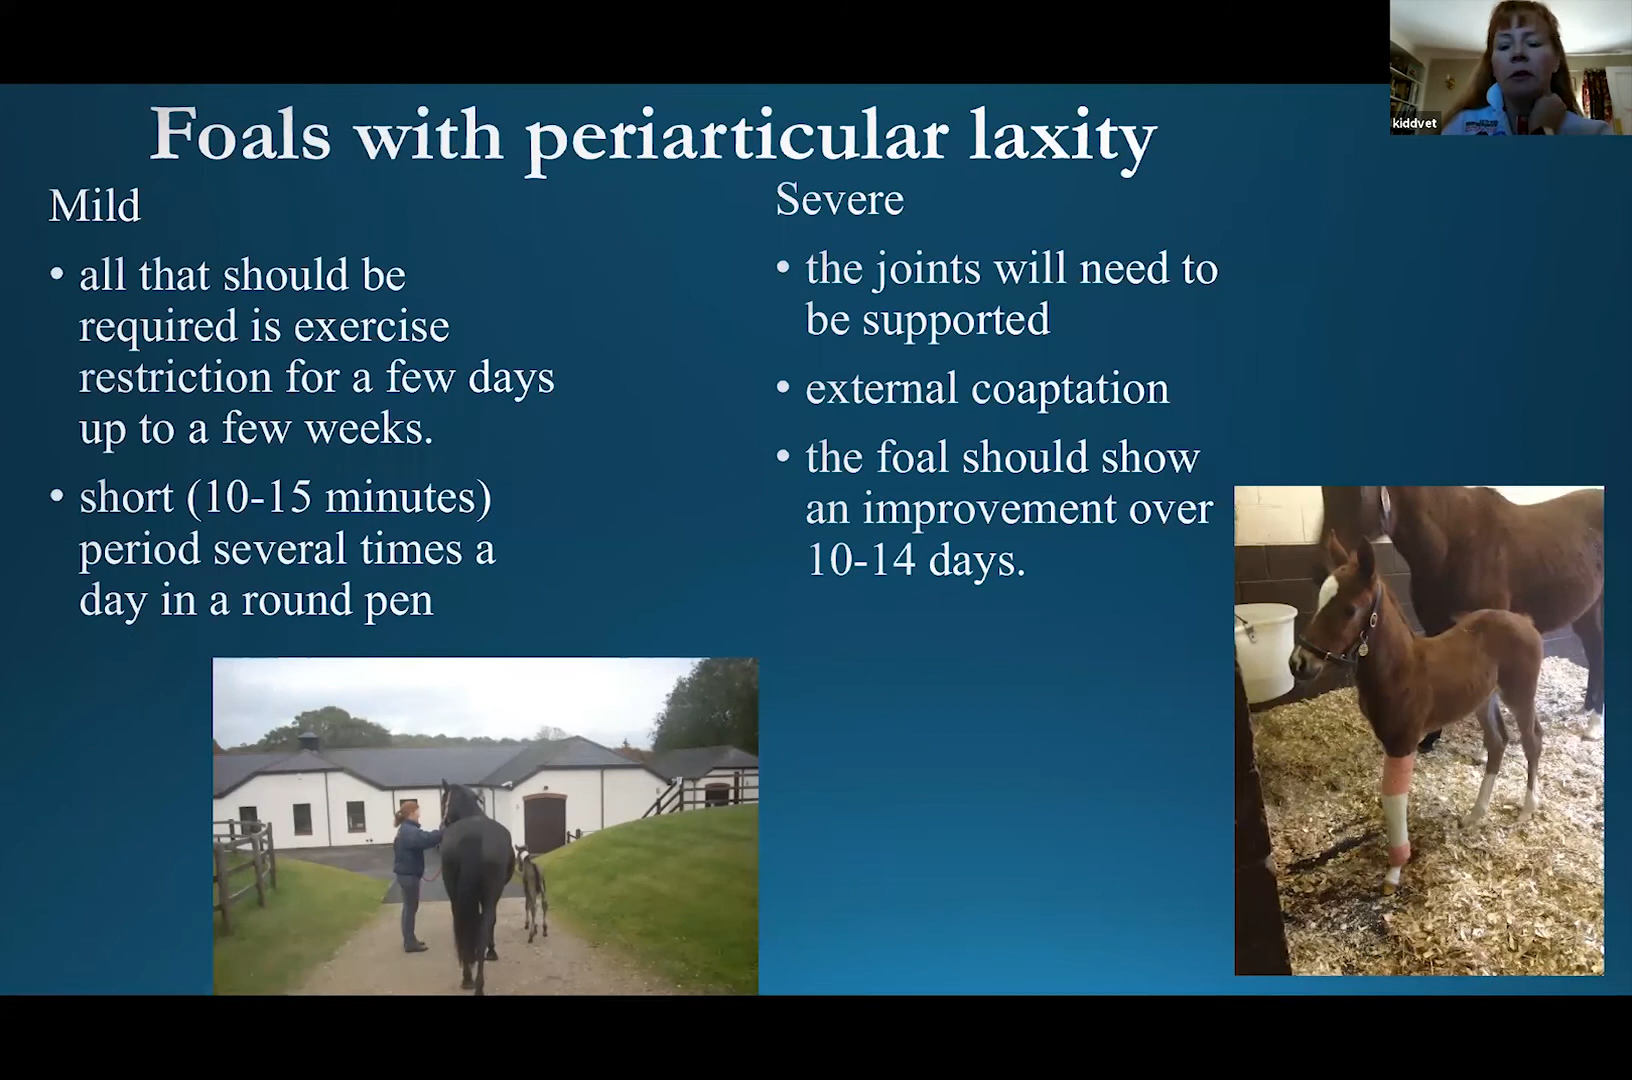 Foals with periarticular laxity
Mild
• all that should be
required is exercise
restriction for a few days
up to a few weeks.
• short (10-15 minutes)
period several times a
day in a round pen
Severe
• the joints will need to
be supported
• external coaptation
• the foal should show
an improvement over
10-14 days.
kiddvet